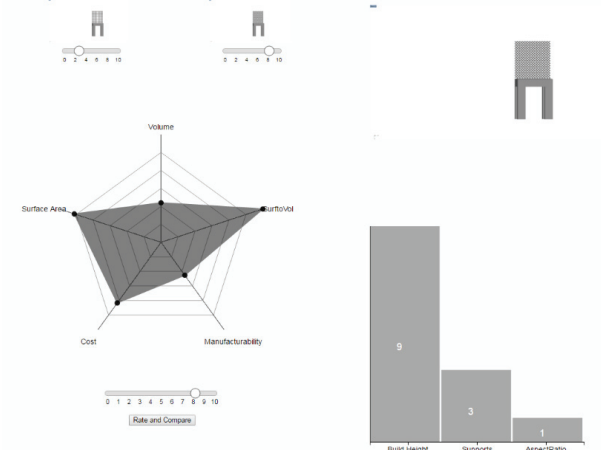 0 2 4 6 8 10
0 2 4 6 8 10
Volume
Surface Area
SurftoVol
Cost
Manufacturability
0 1 2 3 4 5 6 7 8 9 10
Rate and Compare
9
3
1
Build Height
Supports
AspectRatio